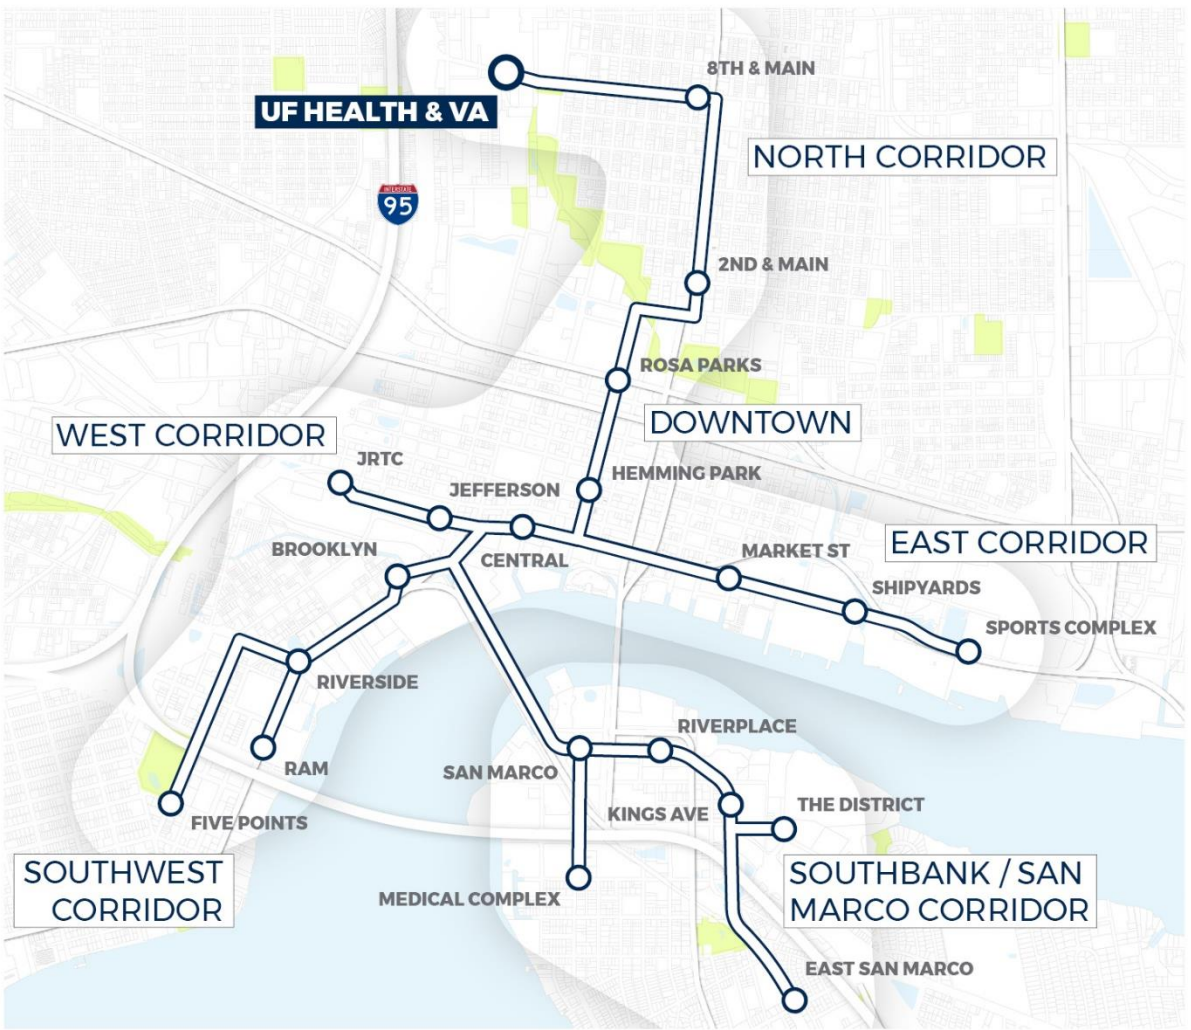 8TH & MAIN
UF HEALTH & VA
NORTH CORRIDOR
INTERSTATE
95
2ND & MAIN
ROSA PARKS
DOWNTOWN
WEST CORRIDOR
JRTC
HEMMING PARK
JEFFERSON
EAST CORRIDOR
BROOKLYN
CENTRAL
MARKET ST
SHIPYARDS
SPORTS COMPLEX
RIVERSIDE
RIVERPLACE
RAM
SAN MARCO
KINGS AVE
THE DISTRICT
FIVE POINTS
SOUTHWEST
CORRIDOR
SOUTHBANK / SAN
MARCO CORRIDOR
MEDICAL COMPLEX
EAST SAN MARCO